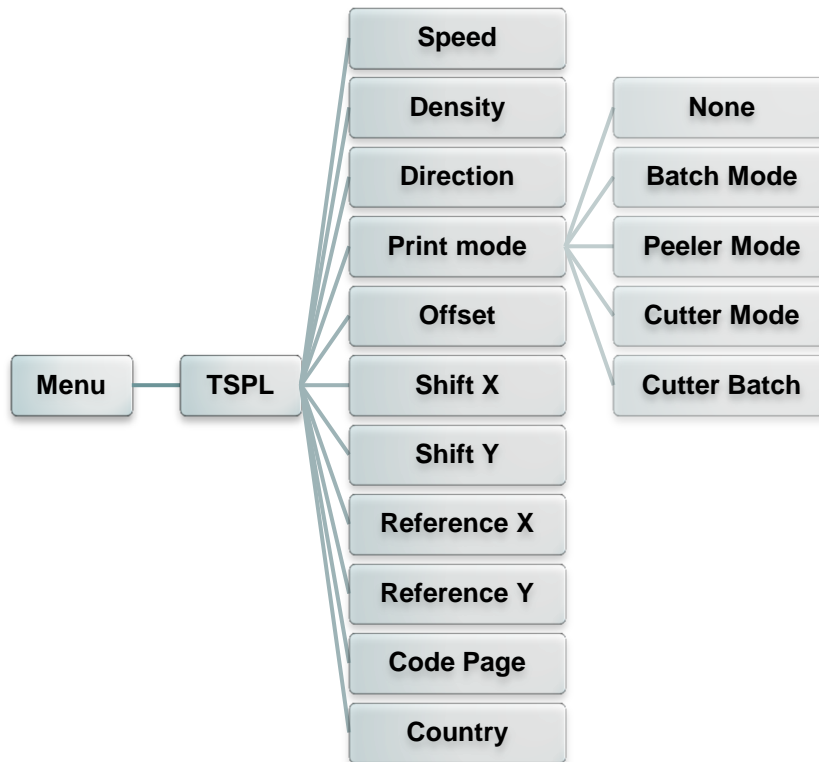 Menu
TSPL
Speed
Density
Direction
Print mode
Offset
Shift X
Shift Y
Reference X
Reference Y
Code Page
Country
None
Batch Mode
Peeler Mode
Cutter Mode
Cutter Batch